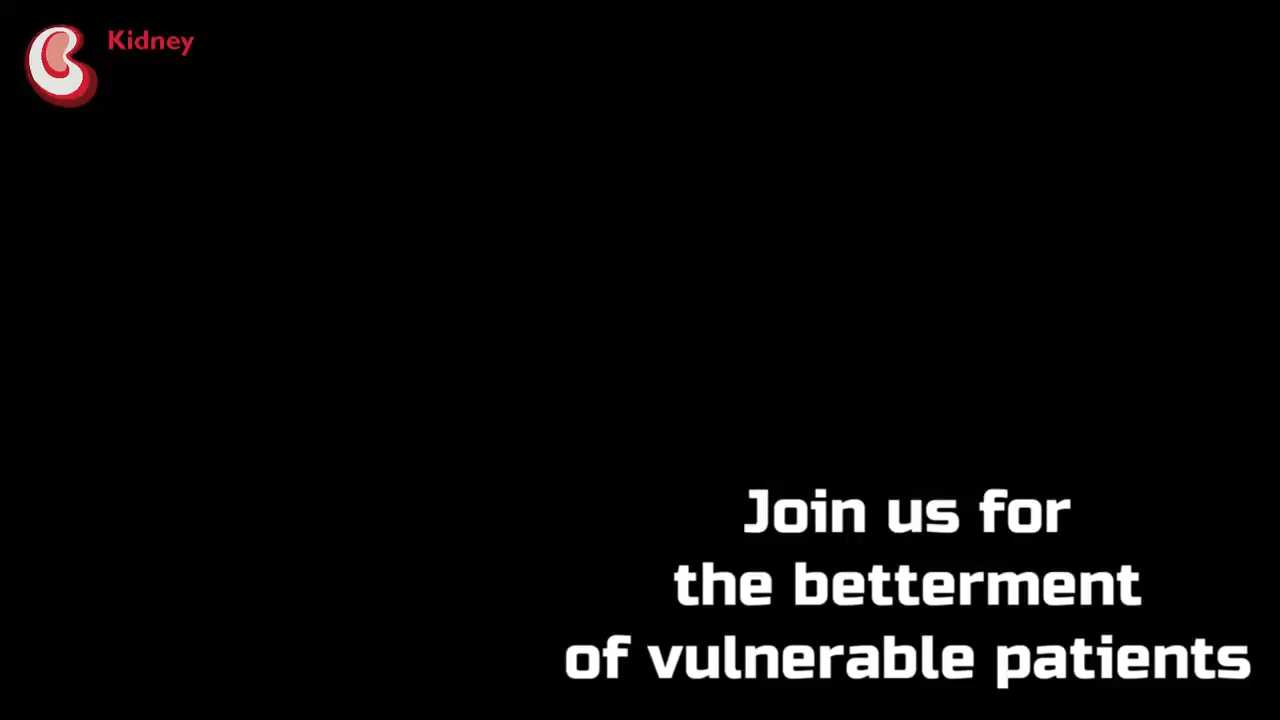 Kidney
Join us for
the betterment
of vulnerable patients